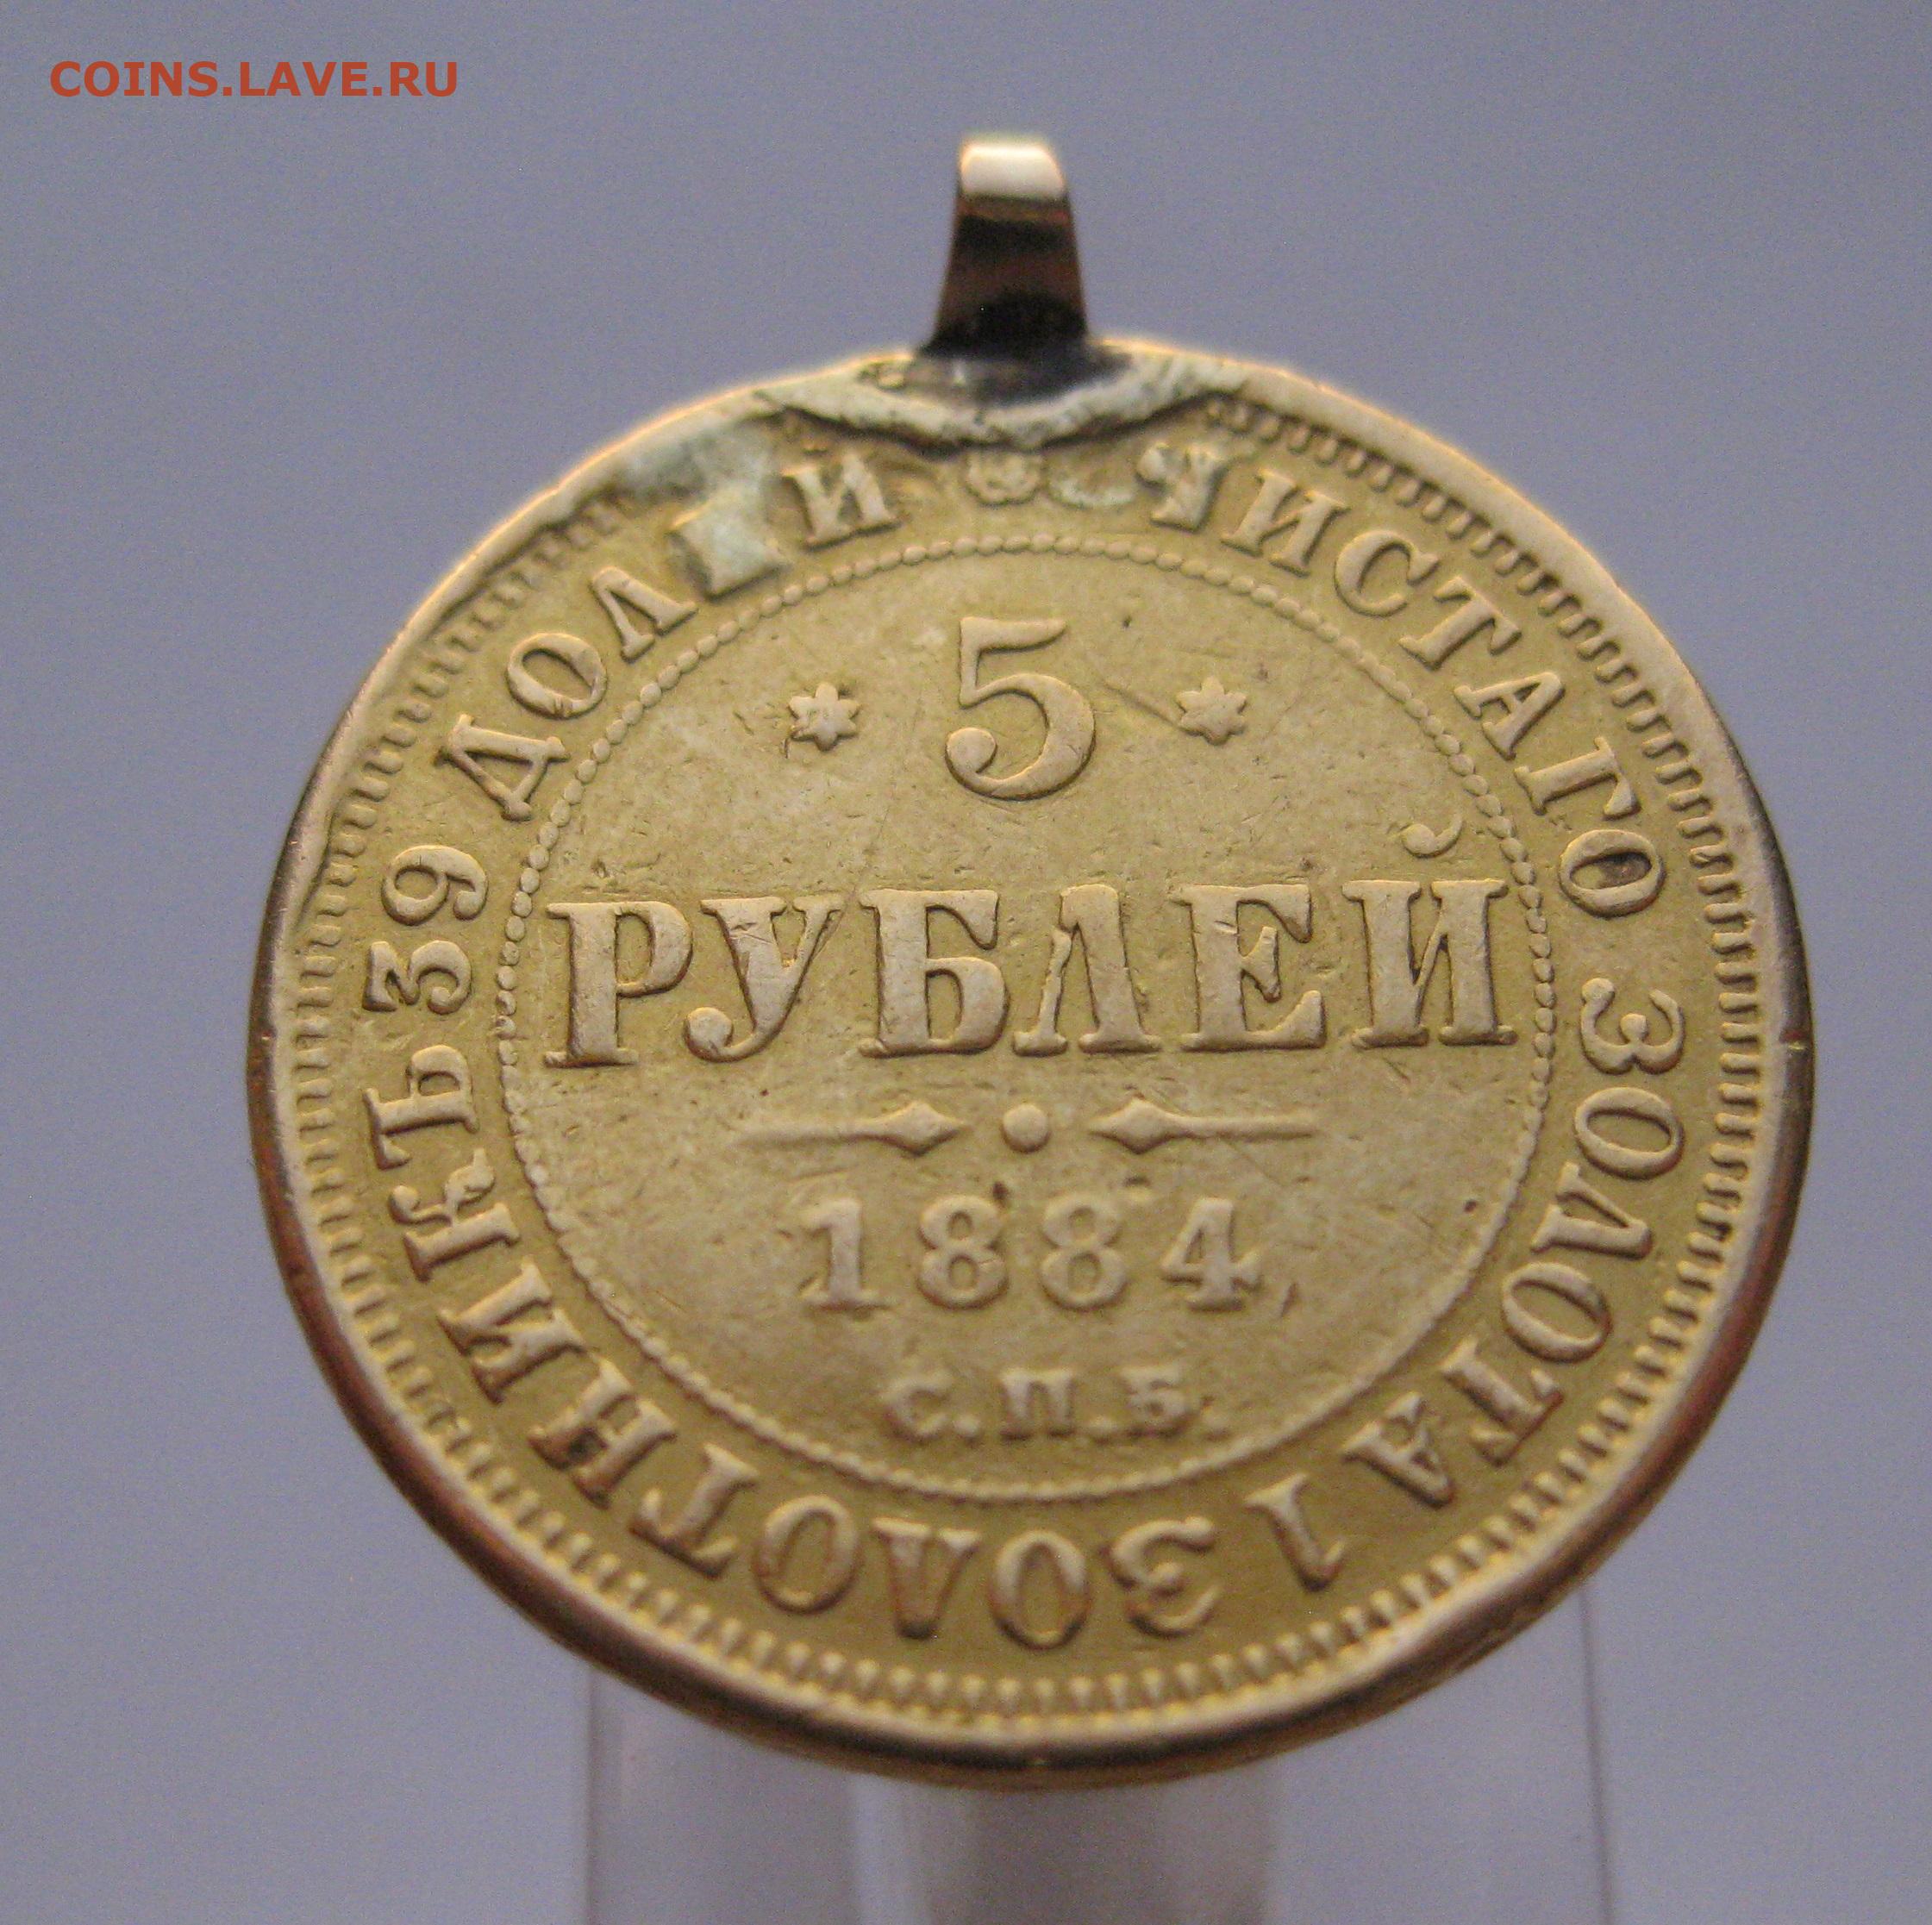 COINS.LAVE.RU
ЧИСТАГО ЗОЛОТА 1 ЗОЛОТНИКЪ 39 ДОЛЕЙ
5
РУБЛЕЙ
1884
С.П.Б.